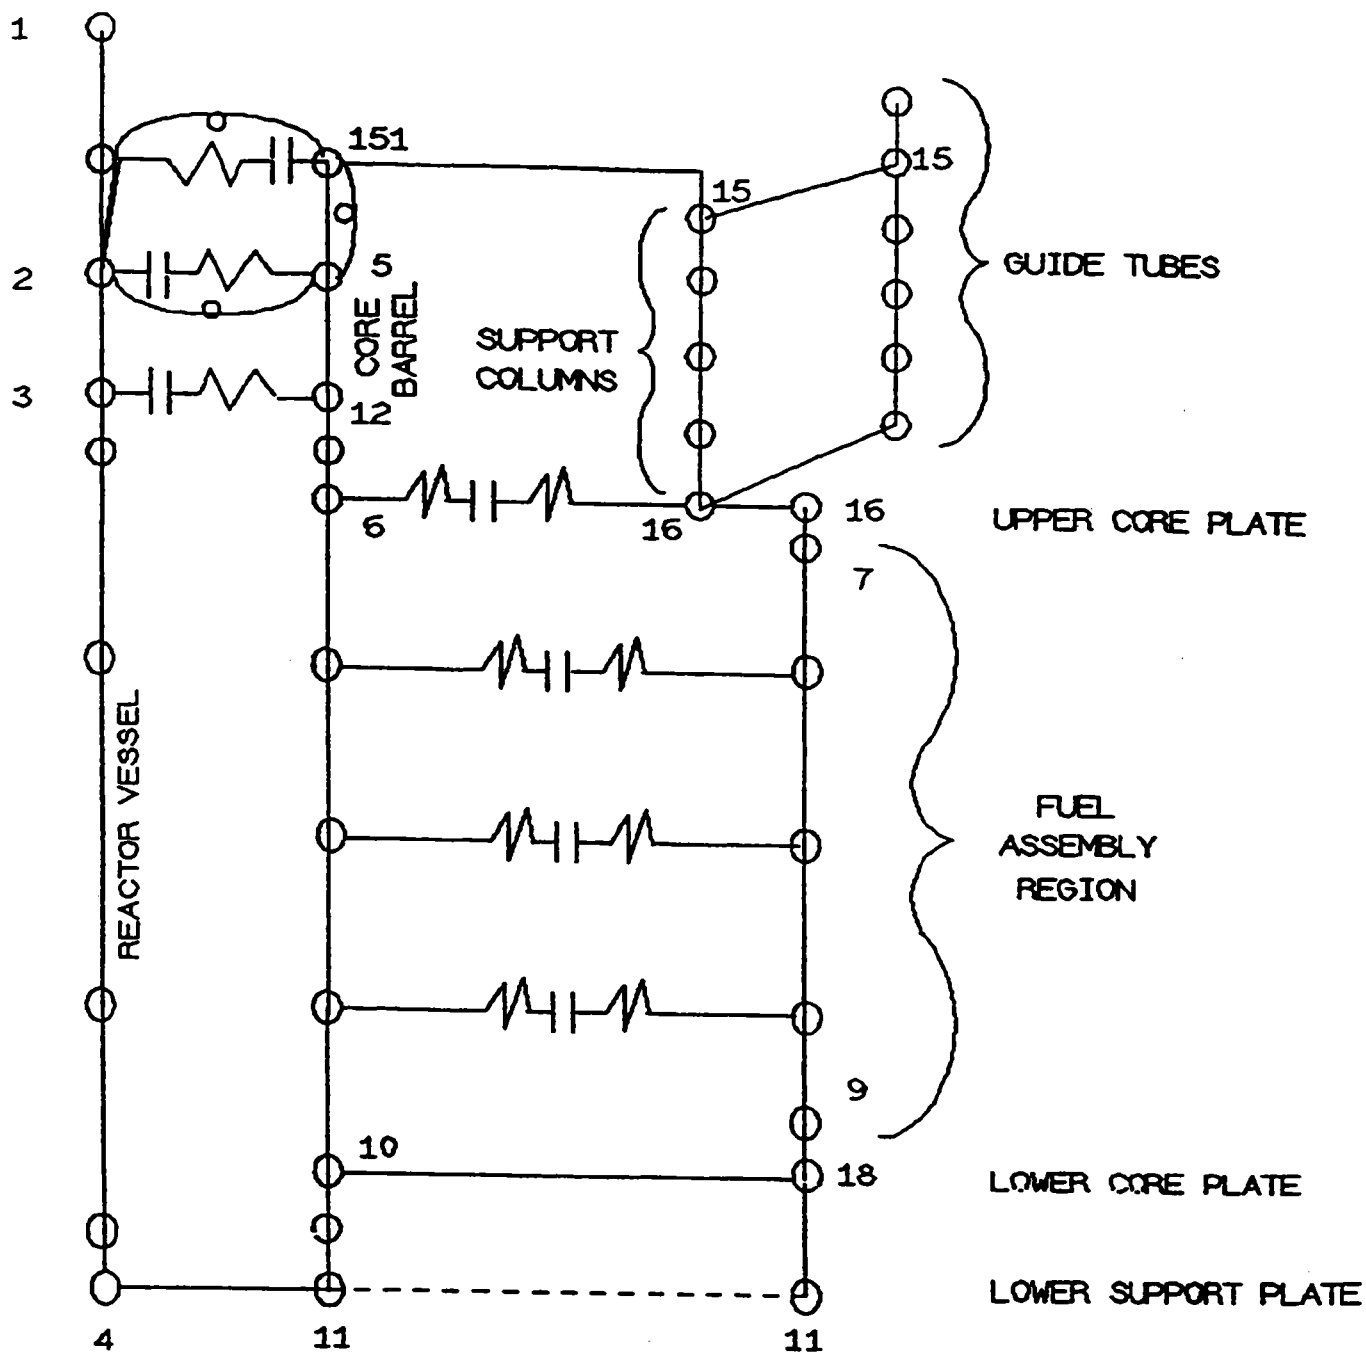 1
151
15
15
GUIDE TUBES
2
5
CORE
BARREL
SUPPORT
COLUMNS
3
12
6
16
16
UPPER CORE PLATE
7
REACTOR VESSEL
FUEL
ASSEMBLY
REGION
9
10
18
LOWER CORE PLATE
LOWER SUPPORT PLATE
4
11
11